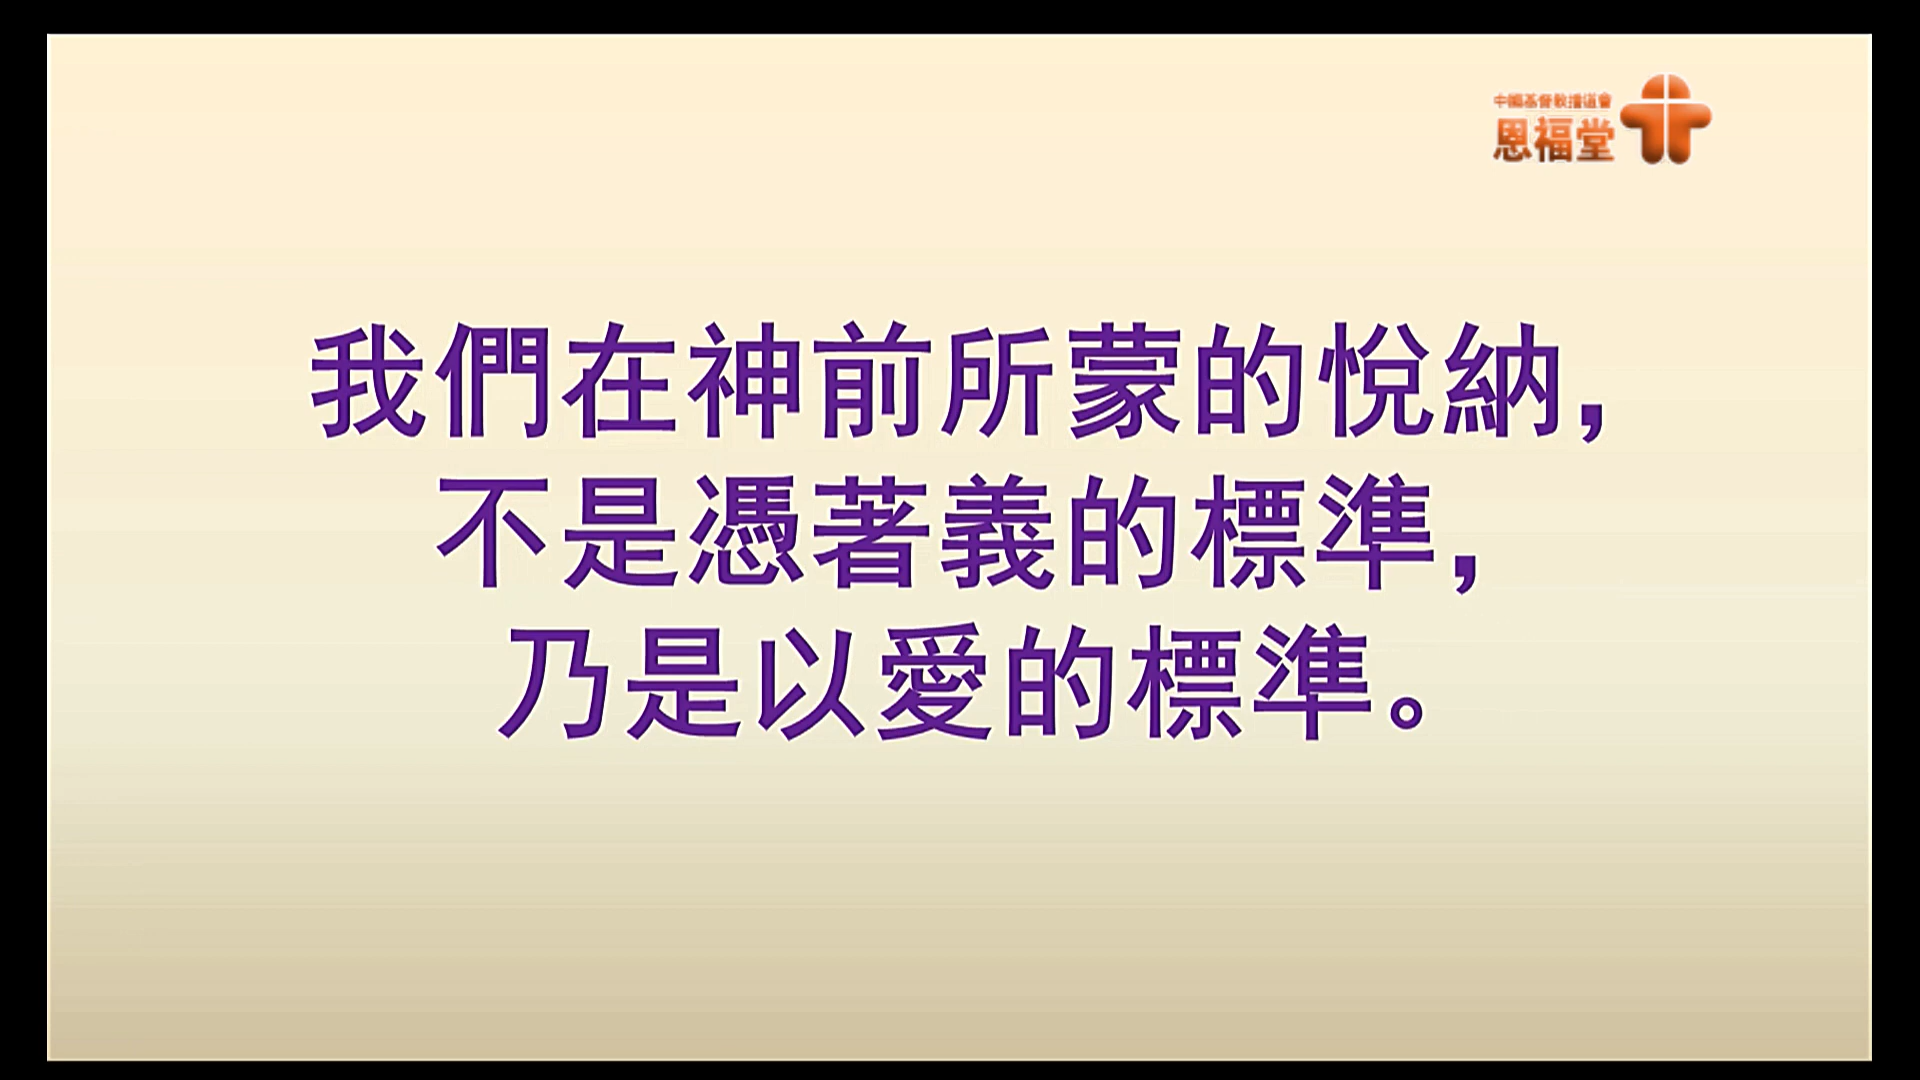 中國基督教播道會
恩福堂
我們在神前所蒙的悅納,
不是憑著義的標準,
乃是以愛的標準。